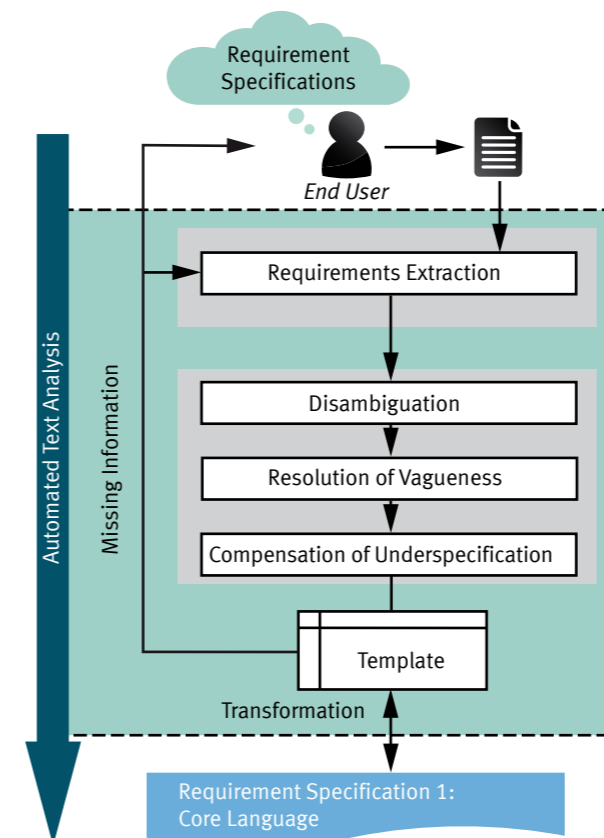 Requirement
Specifications
End User
Requirements Extraction
Disambiguation
Resolution of Vagueness
Compensation of Underspecification
Template
Transformation
Missing Information
Automated Text Analysis
Requirement Specification 1:
Core Language